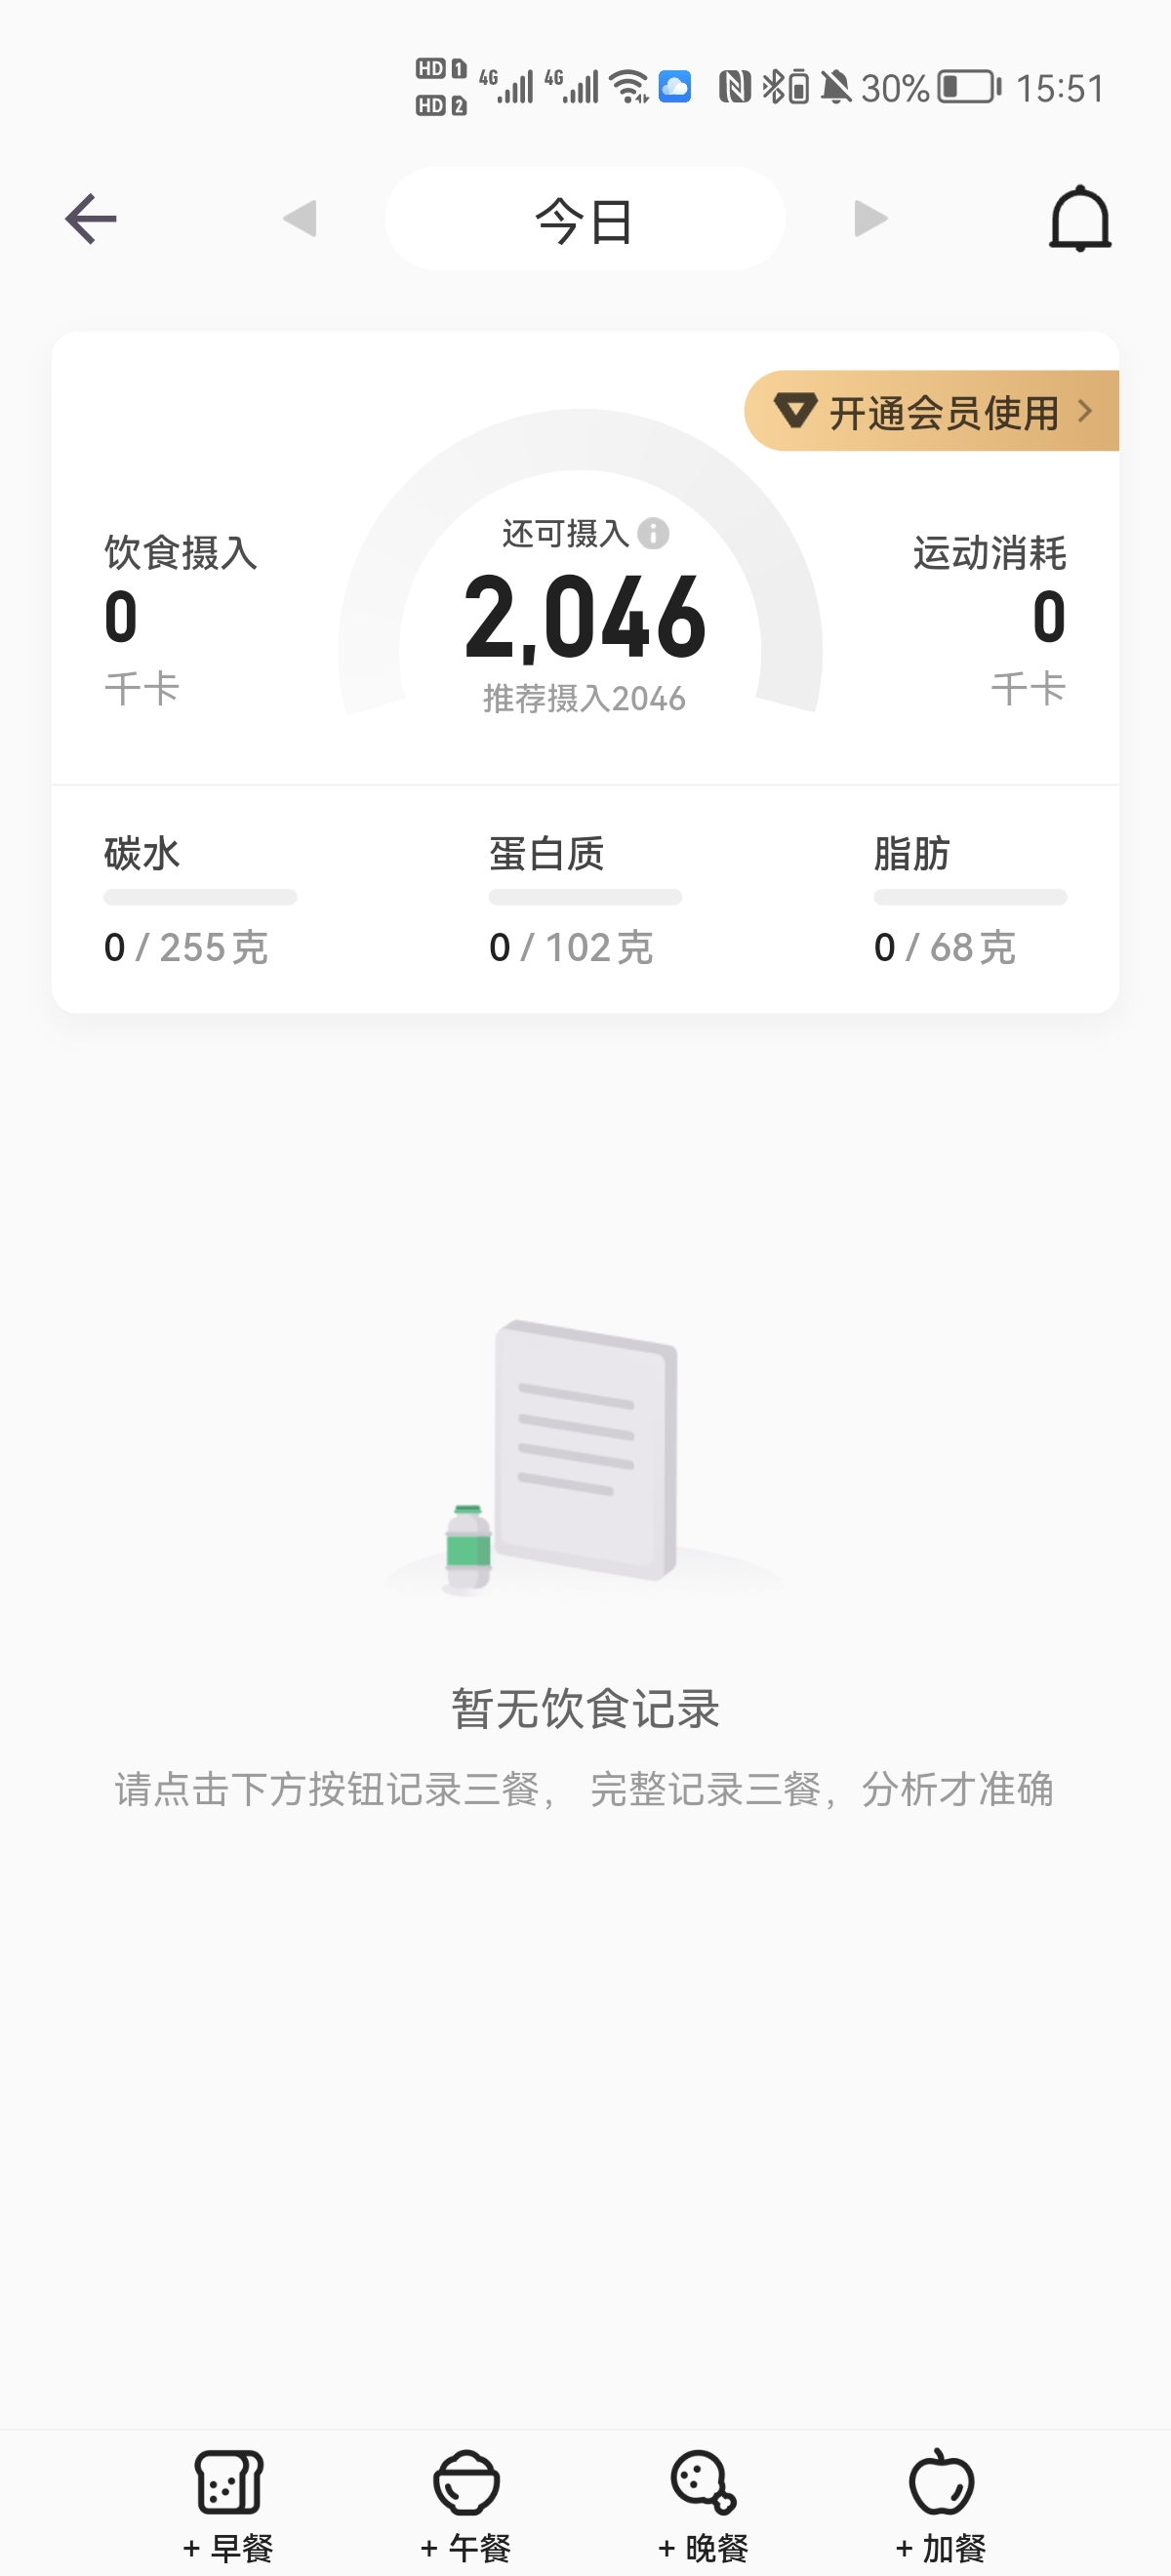 HD 1 4G 4G 30% 15:51
HD 2
今日
开通会员使用
还可摄入
饮食摄入
0
千卡
2,046
推荐摄入2046
运动消耗
0
千卡
碳水
0 / 255克
蛋白质
0 / 102克
脂肪
0 / 68克
暂无饮食记录
请点击下方按钮记录三餐， 完整记录三餐，分析才准确
+ 早餐
+ 午餐
+ 晚餐
+ 加餐